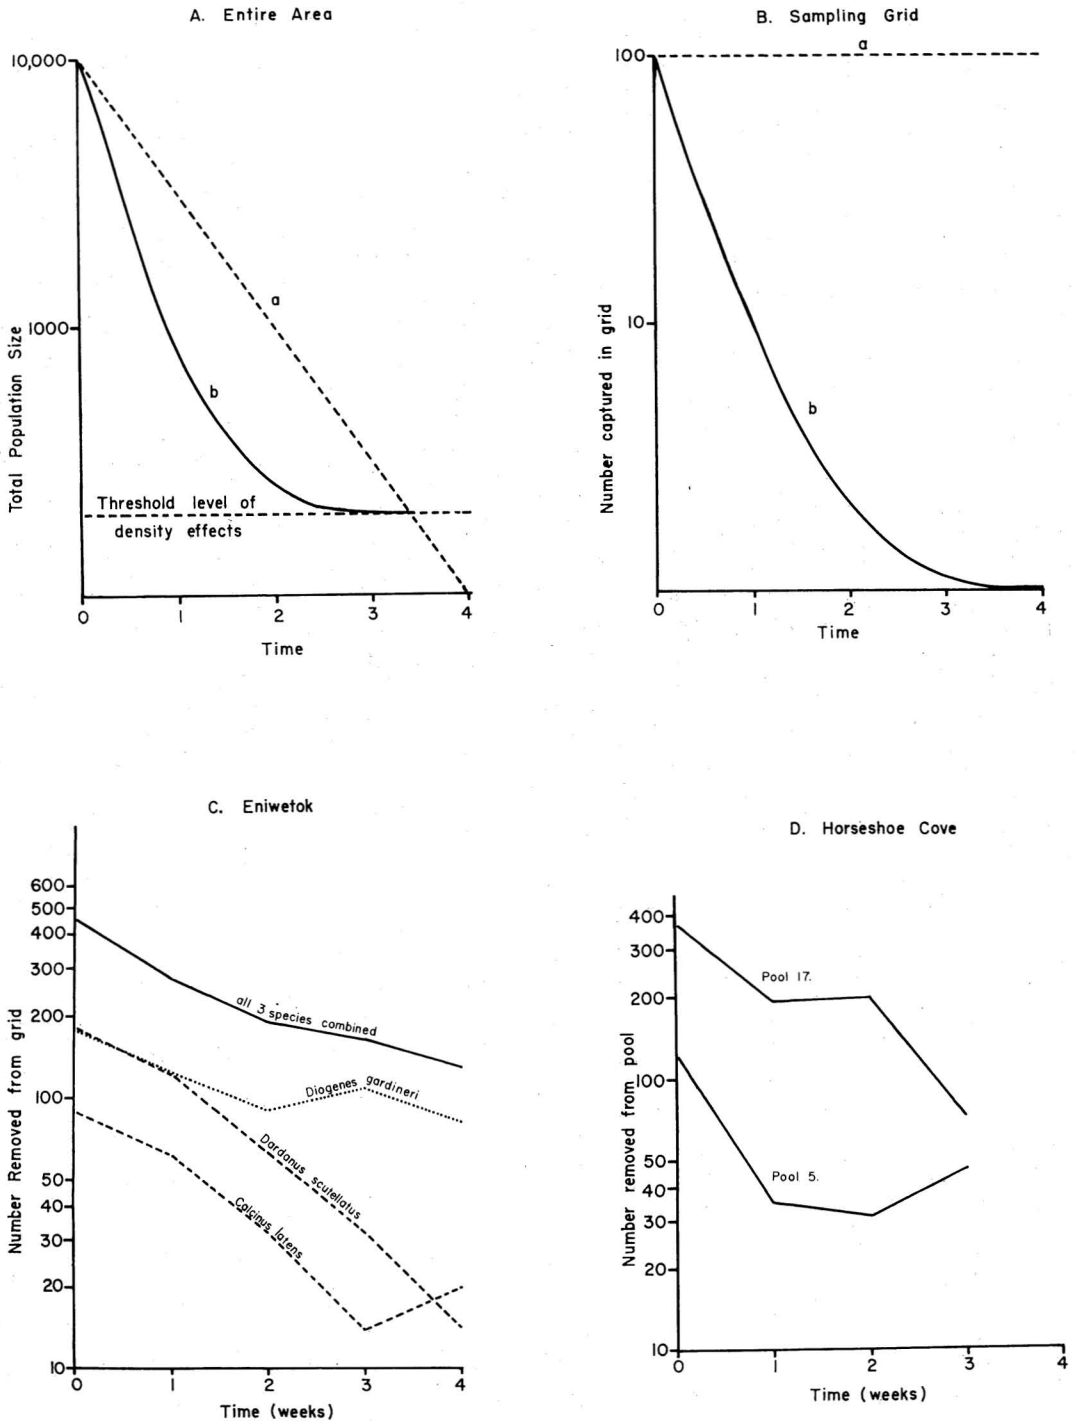 A. Entire Area
10,000
1000
Total Population Size
a
b
Threshold level of
density effects
0 1 2 3 4
Time
B. Sampling Grid
100
10
Number captured in grid
a
b
0 1 2 3 4
Time
C. Eniwetok
600
500
400
300
200
100
50
40
30
20
10
Number Removed from grid
all 3 species combined
Diogenes gardineri
Dardanus scutellatus
Calcinus latens
0 1 2 3 4
Time (weeks)
D. Horseshoe Cove
400
300
200
100
50
40
30
20
10
Number removed from pool
Pool 17.
Pool 5.
0 1 2 3 4
Time (weeks)